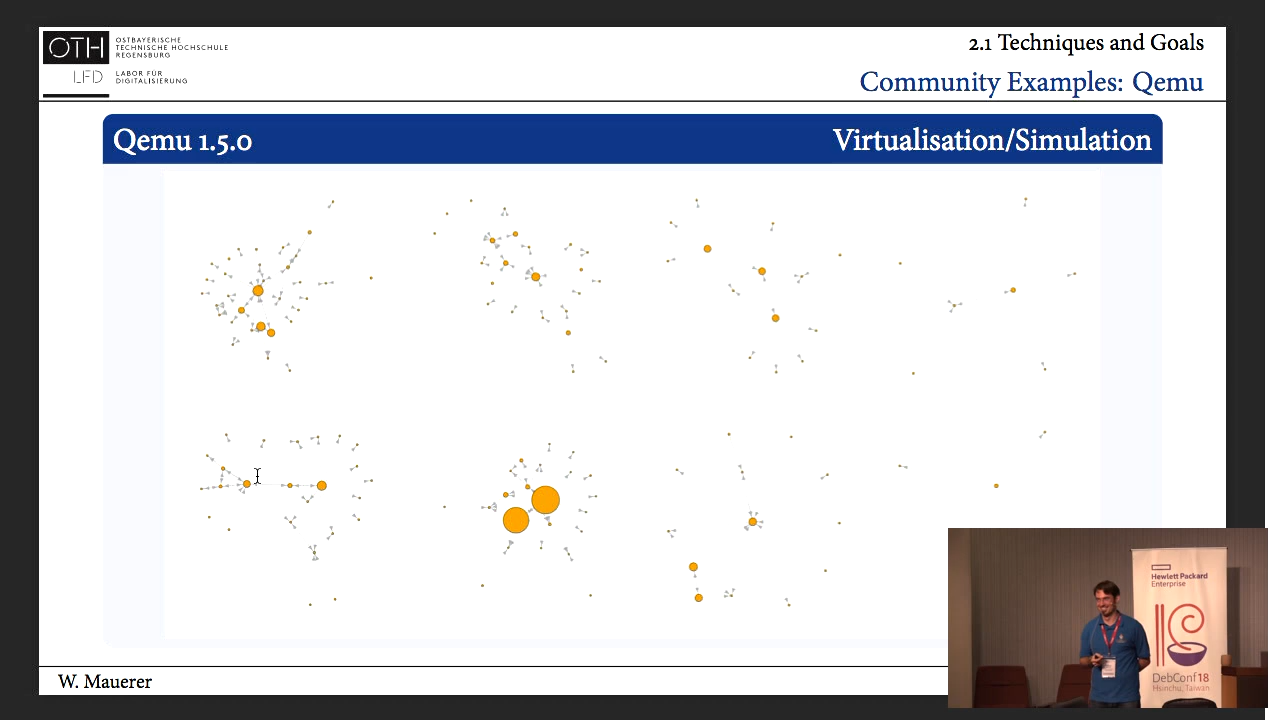 OTH
OSTBAYERISCHE
TECHNISCHE HOCHSCHULE
REGENSBURG
LFD
LABOR FÜR
DIGITALISIERUNG
2.1 Techniques and Goals
Community Examples: Qemu
Qemu 1.5.0
Virtualisation/Simulation
Hewlett Packard
Enterprise
DebConf18
Hsinchu, Taiwan
W. Mauerer